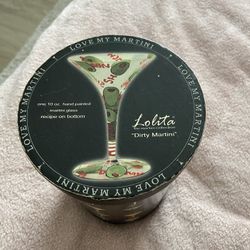 LOVE MY MARTINI
LOVE MY MARTINI
LOVE MY MARTINI
one 10 oz. hand painted
martini glass
recipe on bottom
Lolita
"Dirty Martini"